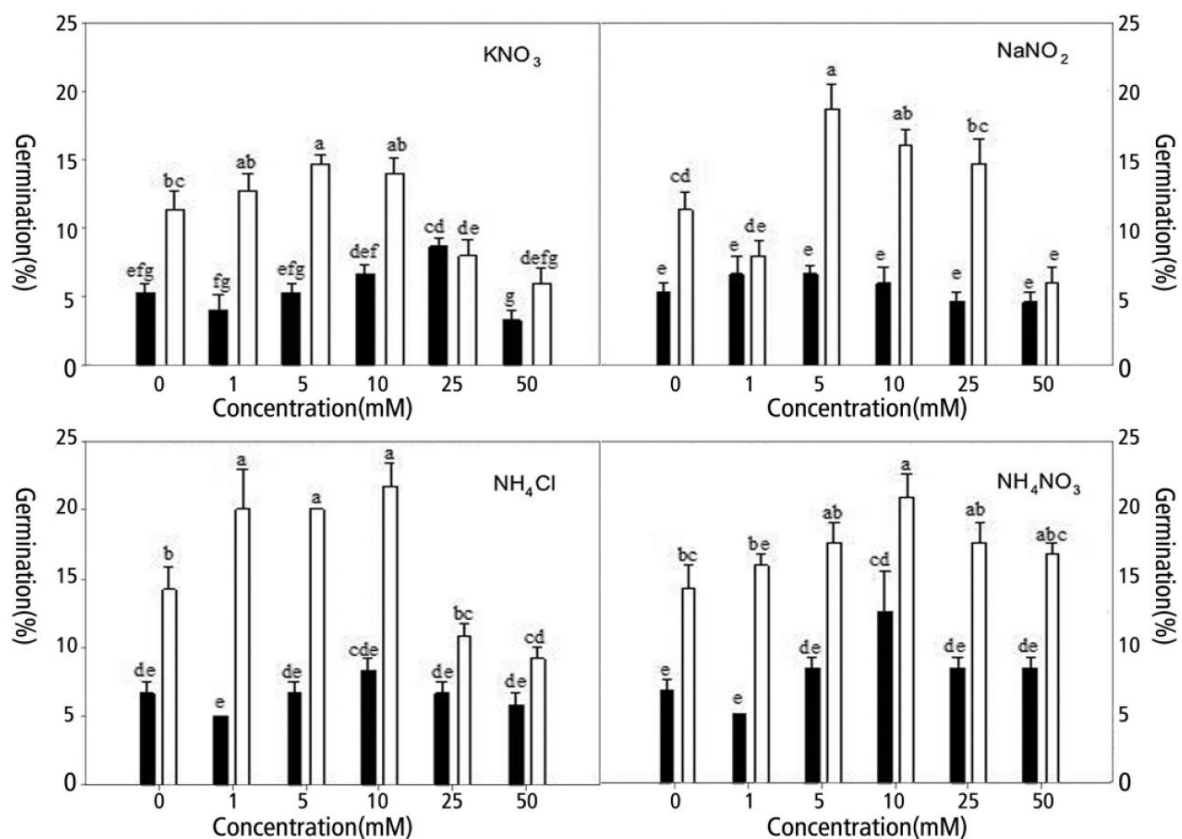 KNO3
Germination(%)
25
20
15
10
5
0
efg
bc
fg
ab
efg
a
def
ab
cd
de
g
defg
0 1 5 10 25 50
Concentration(mM)
NaNO2
Germination(%)
25
20
15
10
5
0
e
cd
e
de
e
a
e
ab
e
bc
e
e
0 1 5 10 25 50
Concentration(mM)
NH4Cl
Germination(%)
25
20
15
10
5
0
de
b
e
a
de
a
cde
a
de
bc
de
cd
0 1 5 10 25 50
Concentration(mM)
NH4NO3
Germination(%)
25
20
15
10
5
0
e
bc
e
be
de
ab
cd
a
de
ab
de
abc
0 1 5 10 25 50
Concentration(mM)